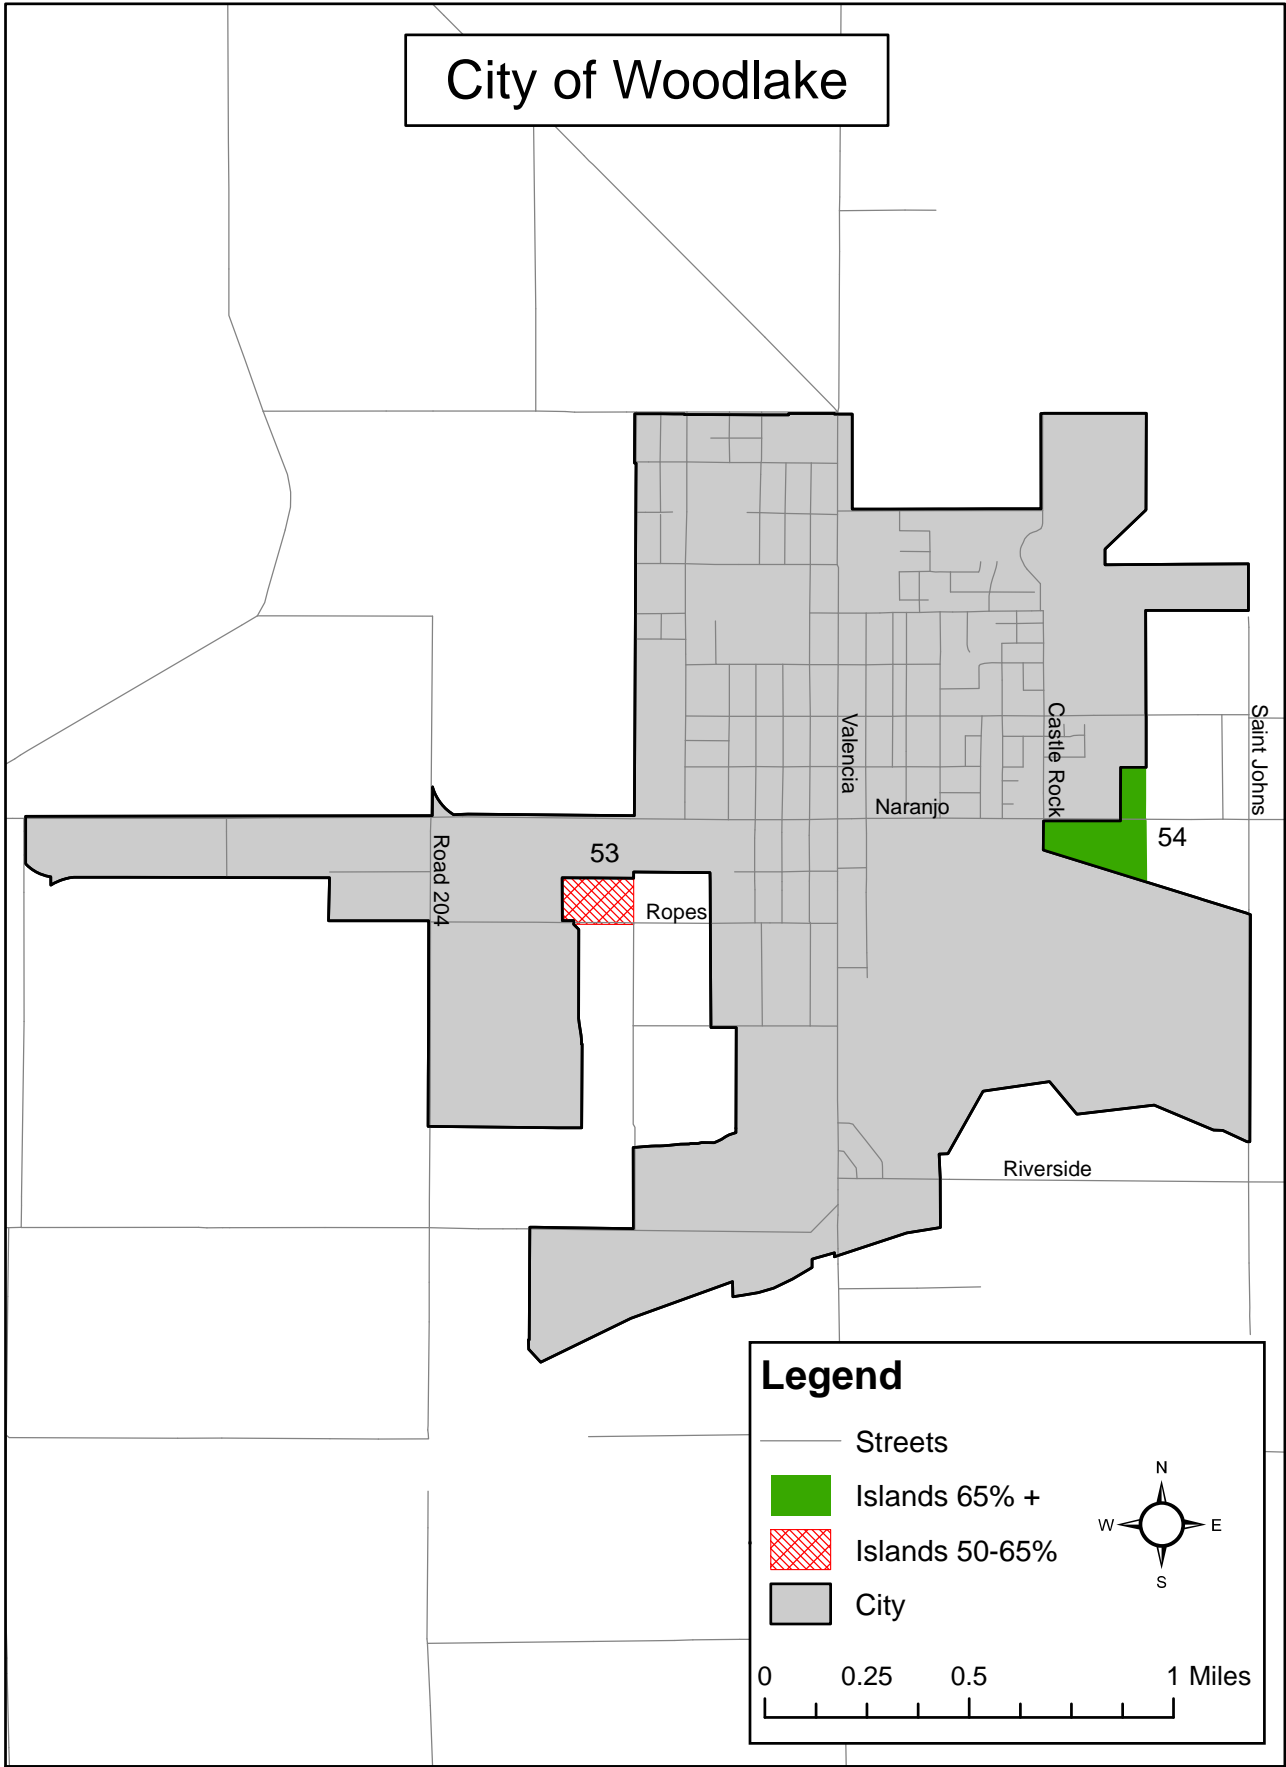 City of Woodlake
Valencia
Castle Rock
Saint Johns
Naranjo
Road 204
53
54
Ropes
Riverside
Legend
Streets
Islands 65% +
Islands 50-65%
City
N
W E
S
0 0.25 0.5 1 Miles